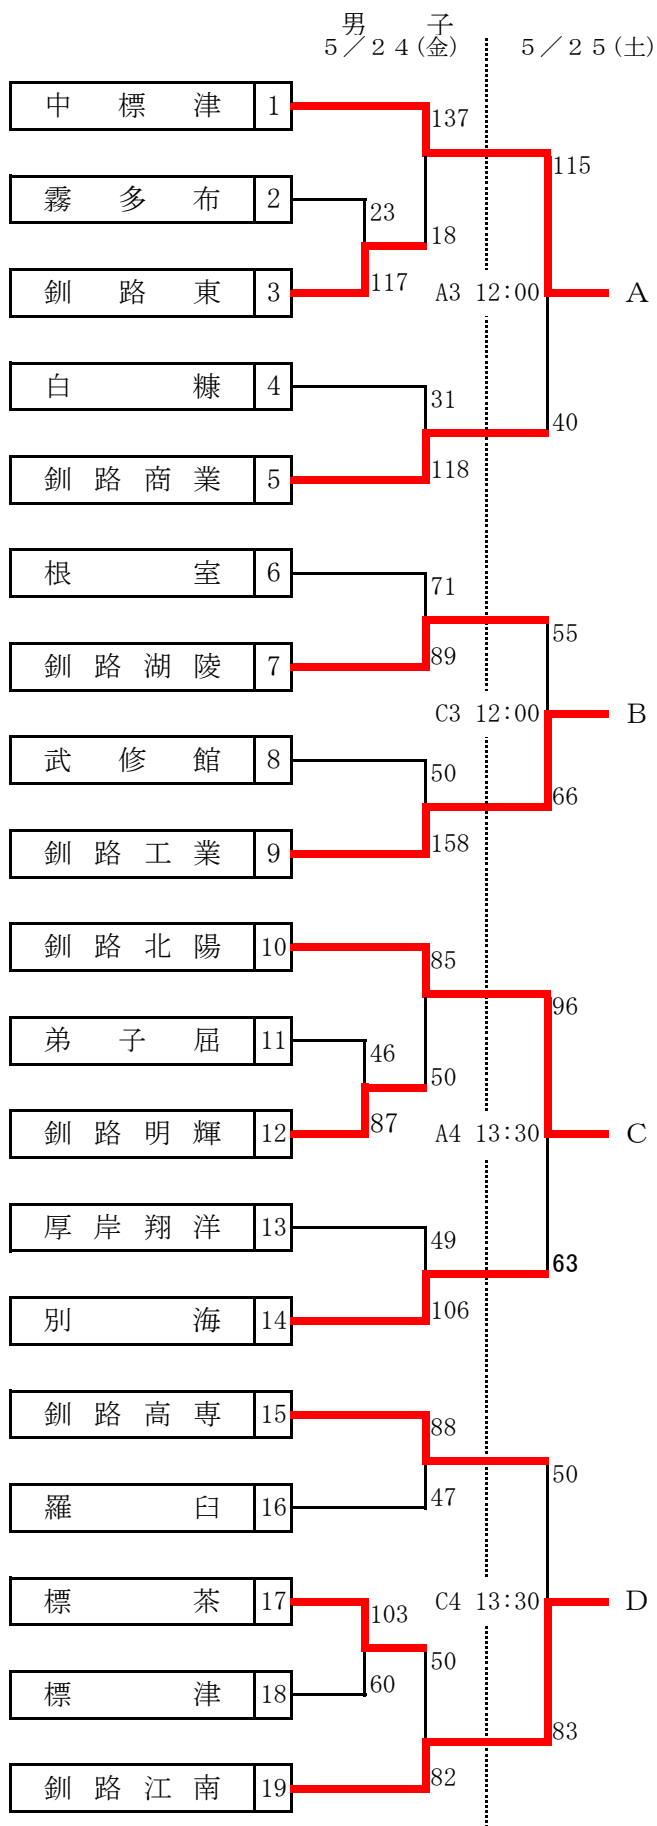 男 子
５／２４(金) ５／２５(土)
中標津 1
137
115
霧多布 2
23
18
釧路東 3
117
A3 12:00
A
白糠 4
31
40
釧路商業 5
118
根室 6
71
55
釧路湖陵 7
89
C3 12:00
B
武修館 8
50
66
釧路工業 9
158
釧路北陽 10
85
96
弟子屈 11
46
50
釧路明輝 12
87
A4 13:30
C
厚岸翔洋 13
49
63
別海 14
106
釧路高専 15
88
50
羅臼 16
47
標茶 17
103
C4 13:30
D
50
標津 18
60
83
釧路江南 19
82